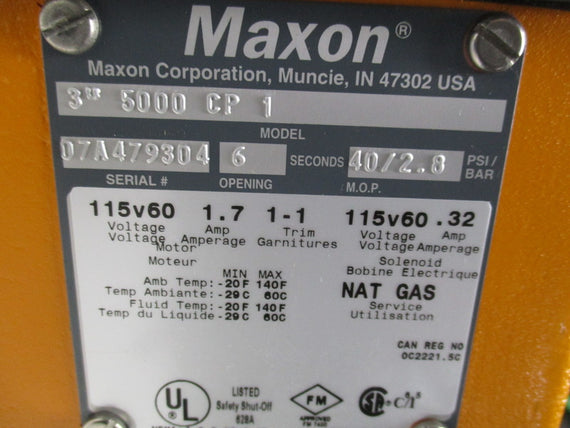 Maxon®
Maxon Corporation, Muncie, IN 47302 USA
3" 5000 CP 1
MODEL
07A479304 6 SECONDS 40/2.8 PSI/BAR
SERIAL # OPENING M.O.P.
115v60 1.7 1-1 115v60 .32
Voltage Amp Trim Voltage Amp
Voltage Amperage Garnitures Voltage Amperage
Motor Solenoid
Moteur Bobine Electrique
MIN MAX
Amb Temp: -20F 140F
Temp Ambiante: -29C 60C
Fluid Temp: -20F 140F
Temp du Liquide -29C 60C
NAT GAS
Service
Utilisation
CAN REG NO
0C2221.5C
UL ®
LISTED
Safety Shut-Off
628A
FM
APPROVED
FM 7400
SA ®